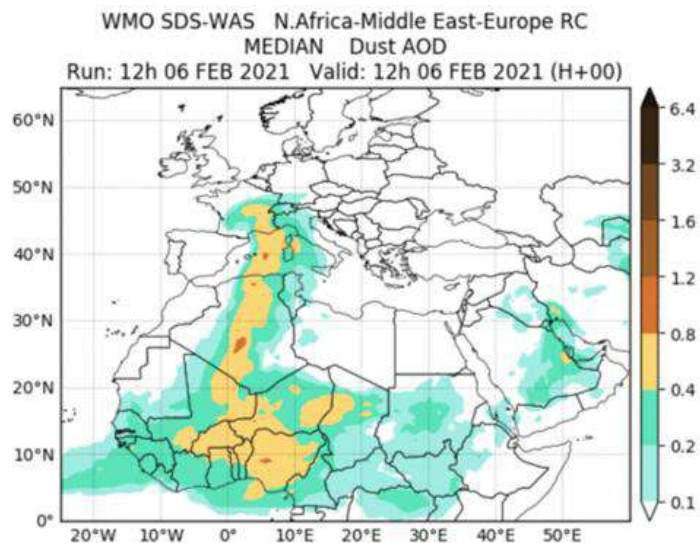 WMO SDS-WAS N.Africa-Middle East-Europe RC
MEDIAN Dust AOD
Run: 12h 06 FEB 2021 Valid: 12h 06 FEB 2021 (H+00)
60°N
50°N
40°N
30°N
20°N
10°N
0°
20°W
10°W
0°
10°E
20°E
30°E
40°E
50°E
6.4
3.2
1.6
1.2
0.8
0.4
0.2
0.1